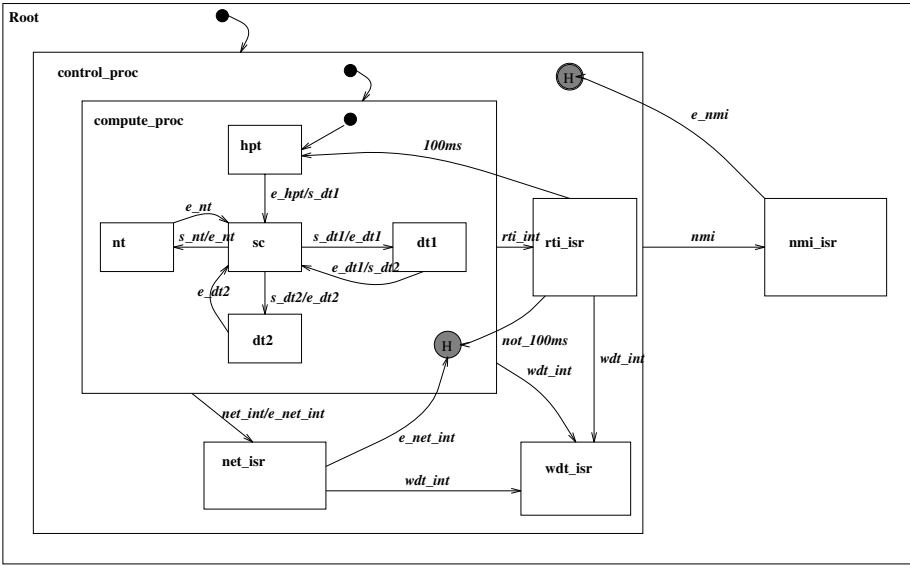 Root
control_proc
H
e_nmi
compute_proc
hpt
100ms
e_hpt/s_dt1
e_nt
nt
s_nt/e_nt
sc
s_dt1/e_dt1
dt1
rti_int
rti_isr
nmi
nmi_isr
e_dt1/s_dt2
e_dt2
s_dt2/e_dt2
dt2
H
not_100ms
wdt_int
wdt_int
net_int/e_net_int
e_net_int
net_isr
wdt_int
wdt_isr